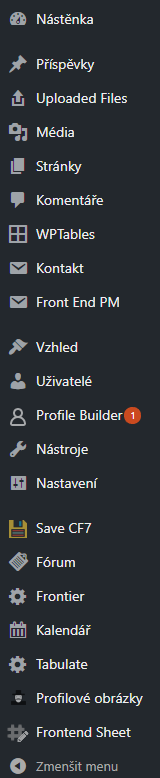 Nástěnka
Příspěvky
Uploaded Files
Média
Stránky
Komentáře
WPTables
Kontakt
Front End PM
Vzhled
Uživatelé
Profile Builder 1
Nástroje
Nastavení
Save CF7
Fórum
Frontier
Kalendář
Tabulate
Profilové obrázky
Frontend Sheet
Zmenšit menu